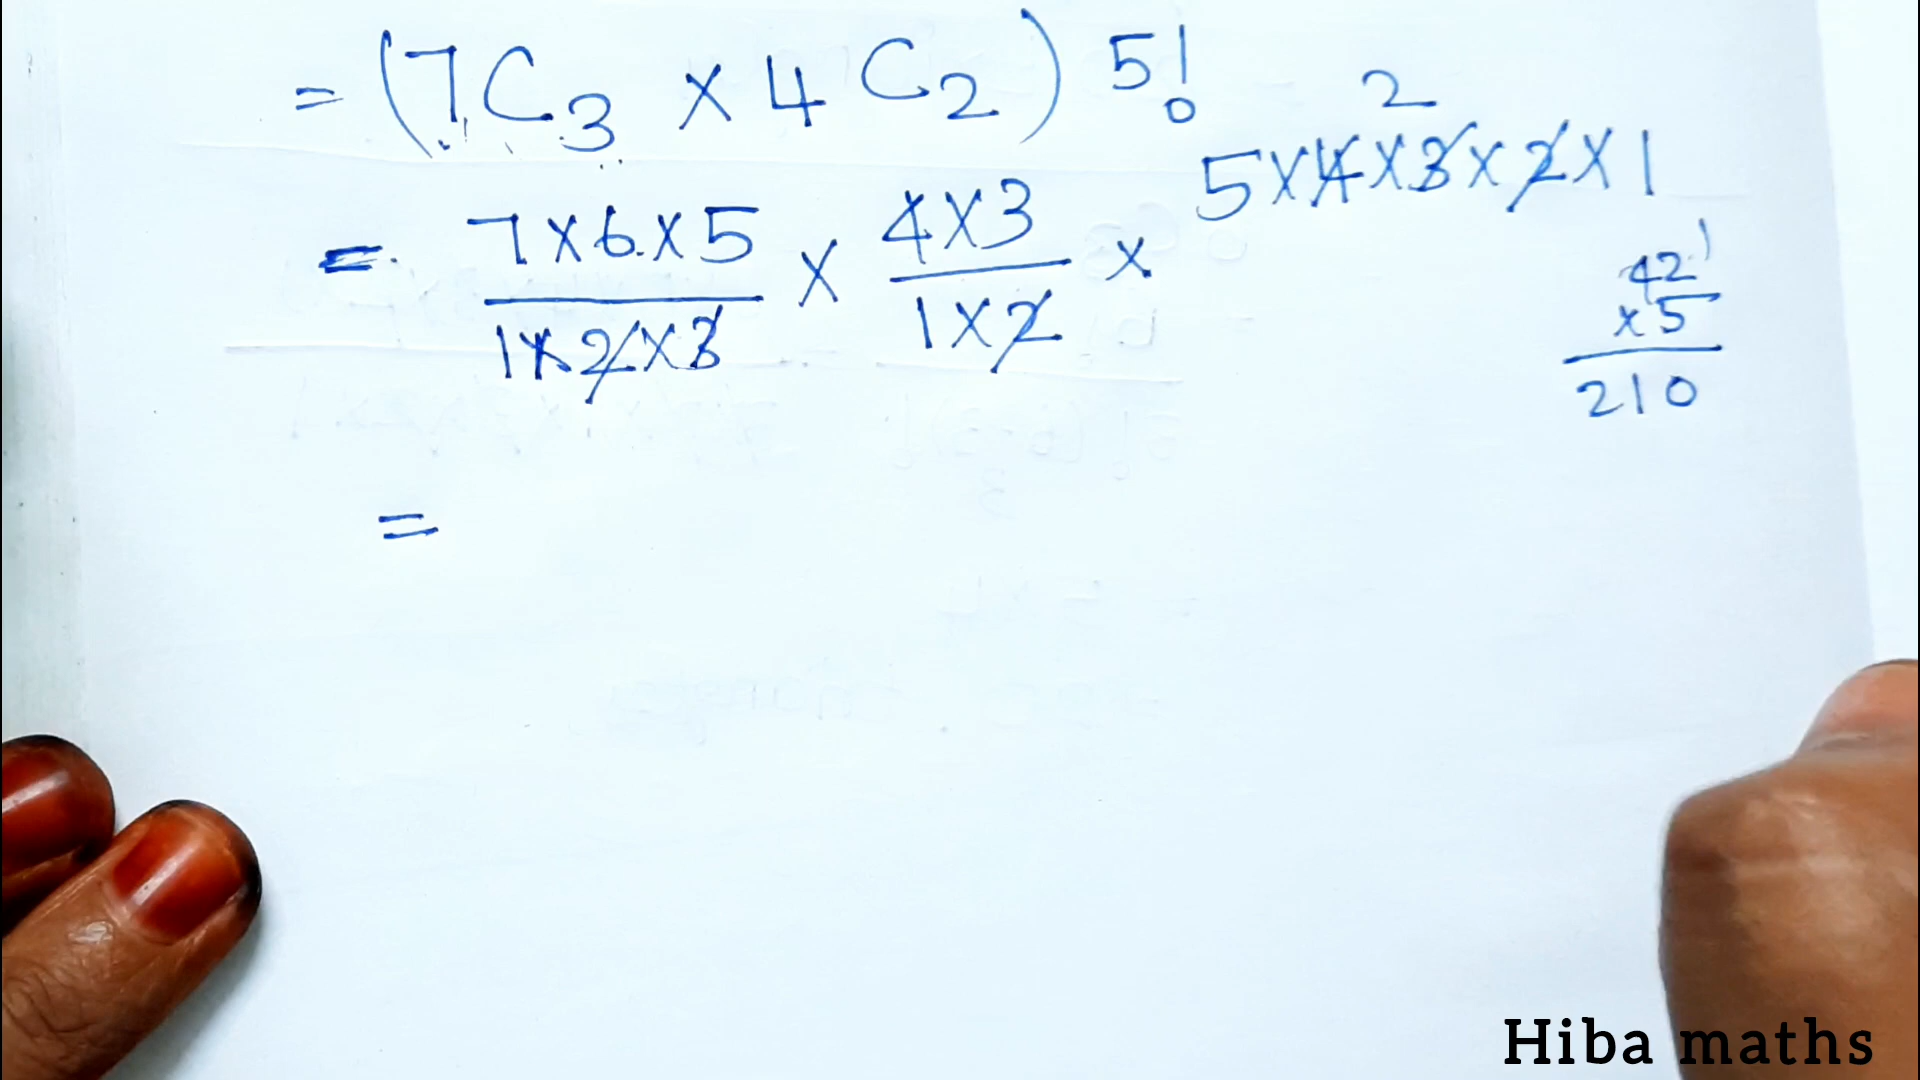 = (7C3 × 4C2) 5!
2
5×4×3×2×1
= 7×6×5 × 4×3 ×
1×2×3 1×2
1
42
×5
210
=
Hiba maths